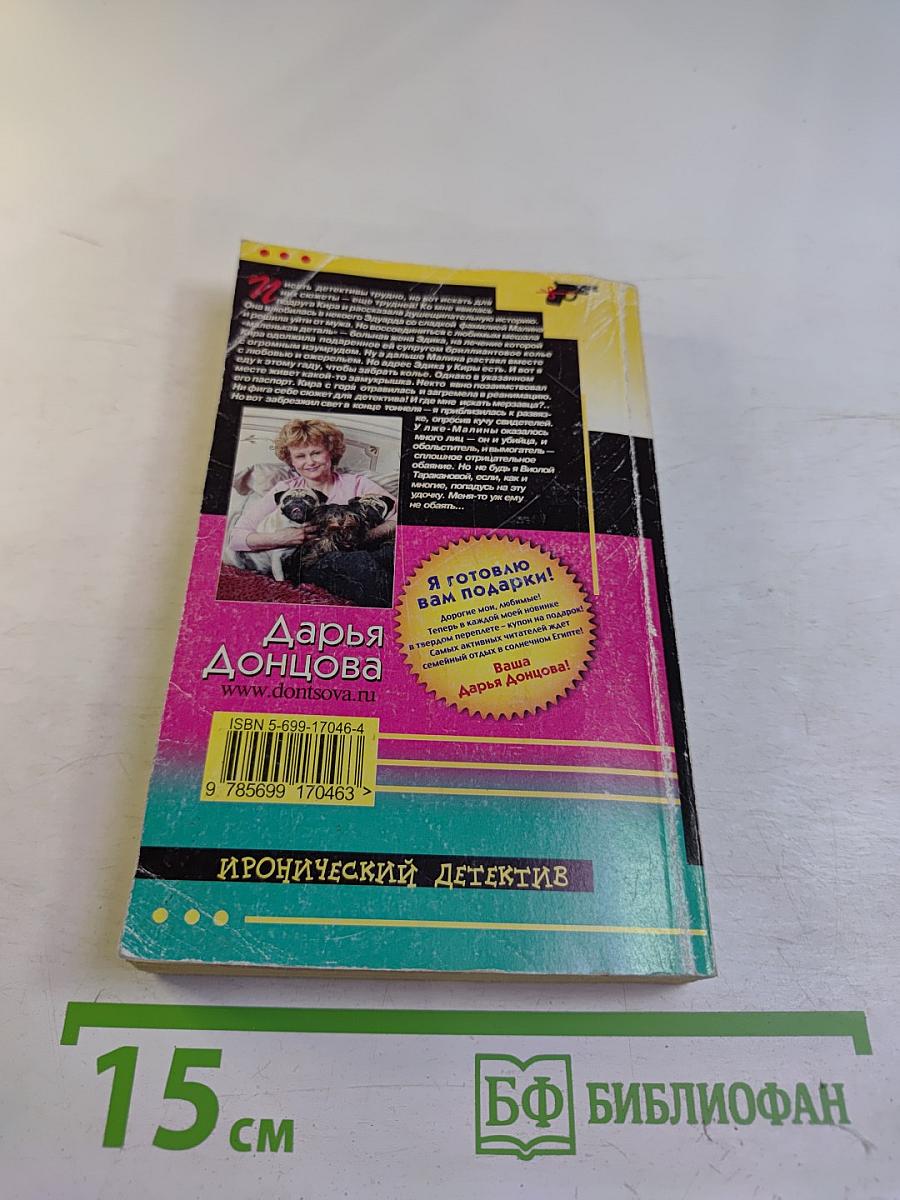 Писать детективы трудно, но вот искать для
них сюжеты — еще трудней! Ко мне явилась
подруга Кира и рассказала душещипательную историю.
Она влюбилась в некоего Эдуарда со сладкой фамилией Малина
и решила уйти от мужа. Но воссоединиться с любимым мешала
«маленькая деталь» — больная жена Эдика, на лечение которой
Кира одолжила подаренное ей супругом бриллиантовое колье
с огромным изумрудом. Ну а дальше Малина растаял вместе
с любовью и ожерельем. Но адрес Эдика у Киры есть. И вот я
еду к этому гаду, чтобы забрать колье. Однако в указанном
месте живет какой-то замухрышка. Некто явно позаимствовал
его паспорт. Кира с горя отравилась и загремела в реанимацию.
Ни фига себе сюжет для детектива! И где мне искать мерзавца?..
Но вот забрезжил свет в конце тоннеля — я приблизилась к развяз-
ке, опросив кучу свидетелей.
У лже-Малины оказалось
много лиц — он и убийца, и
обольститель, и вымогатель —
сплошное отрицательное
обаяние. Но не будь я Виолой
Таракановой, если, как и
многие, попадусь на эту
удочку. Меня-то уж ему
не обаять...
Я готовлю
вам подарки!
Дорогие мои, любимые!
Теперь в каждой моей новинке
в твердом переплете – купон на подарок!
Самых активных читателей ждет
семейный отдых в солнечном Египте!
Ваша
Дарья Донцова!
Дарья
Донцова
www.dontsova.ru
ISBN 5-699-17046-4
9 785699 170463 >
ИРОНИЧЕСКИЙ ДЕТЕКТИВ
15 см
БФ БИБЛИОФАН